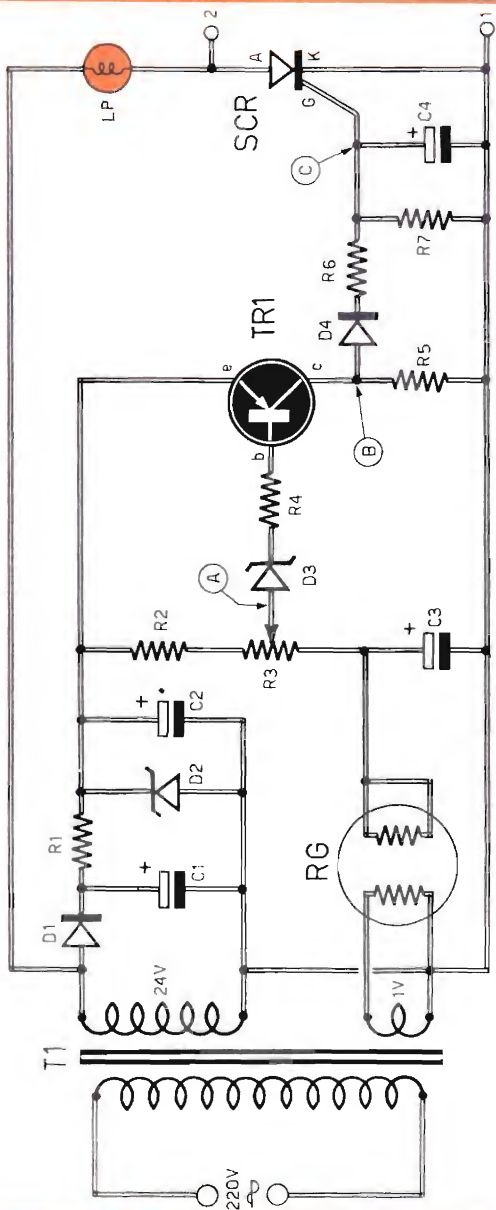 T1
220V
24V
1V
D1
R1
C1
+
D2
C2
+
RG
R2
R3
A
D3
R4
C3
+
TR1
b
e
c
B
D4
R5
R6
R7
C
C4
+
SCR
G
A
K
LP
2
1